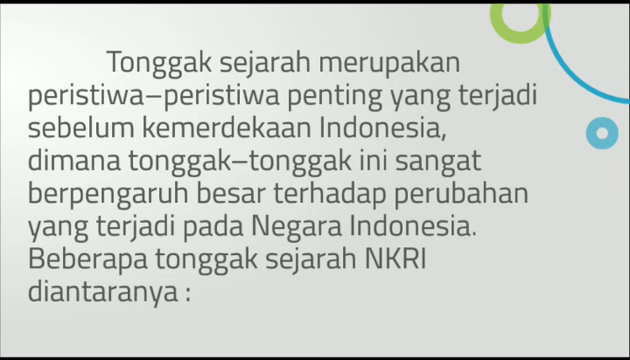 Tonggak sejarah merupakan
peristiwa–peristiwa penting yang terjadi
sebelum kemerdekaan Indonesia,
dimana tonggak–tonggak ini sangat
berpengaruh besar terhadap perubahan
yang terjadi pada Negara Indonesia.
Beberapa tonggak sejarah NKRI
diantaranya :